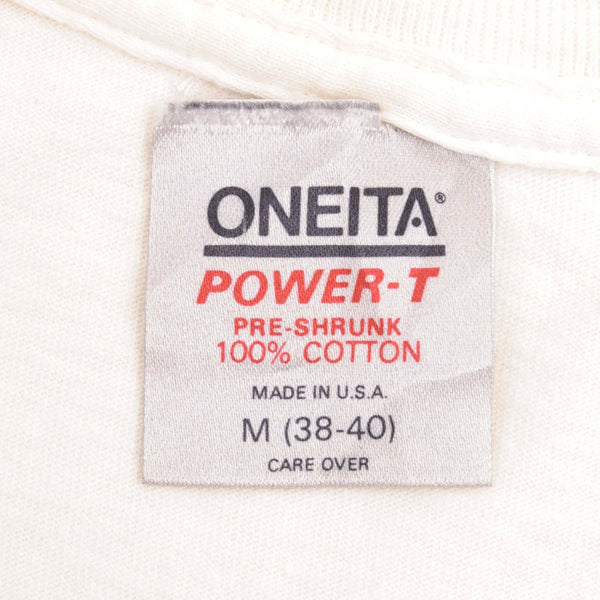 ONEITA®
POWER-T
PRE-SHRUNK
100% COTTON
MADE IN U.S.A.
M (38-40)
CARE OVER